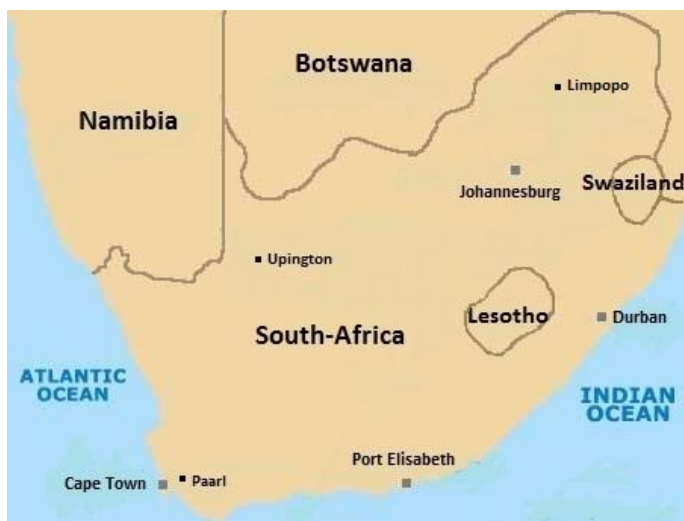 Botswana
Limpopo
Namibia
Johannesburg
Swaziland
Upington
Lesotho
Durban
South-Africa
ATLANTIC
OCEAN
INDIAN
OCEAN
Port Elisabeth
Cape Town
Paarl